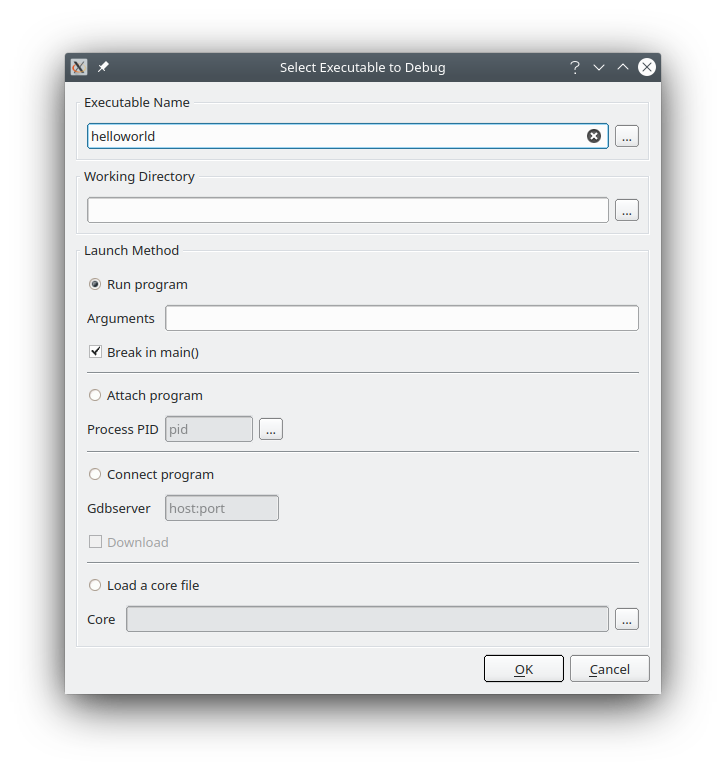 Select Executable to Debug
Executable Name
helloworld
...
Working Directory
...
Launch Method
Run program
Arguments
Break in main()
Attach program
Process PID pid ...
Connect program
Gdbserver host:port
Download
Load a core file
Core ...
OK Cancel